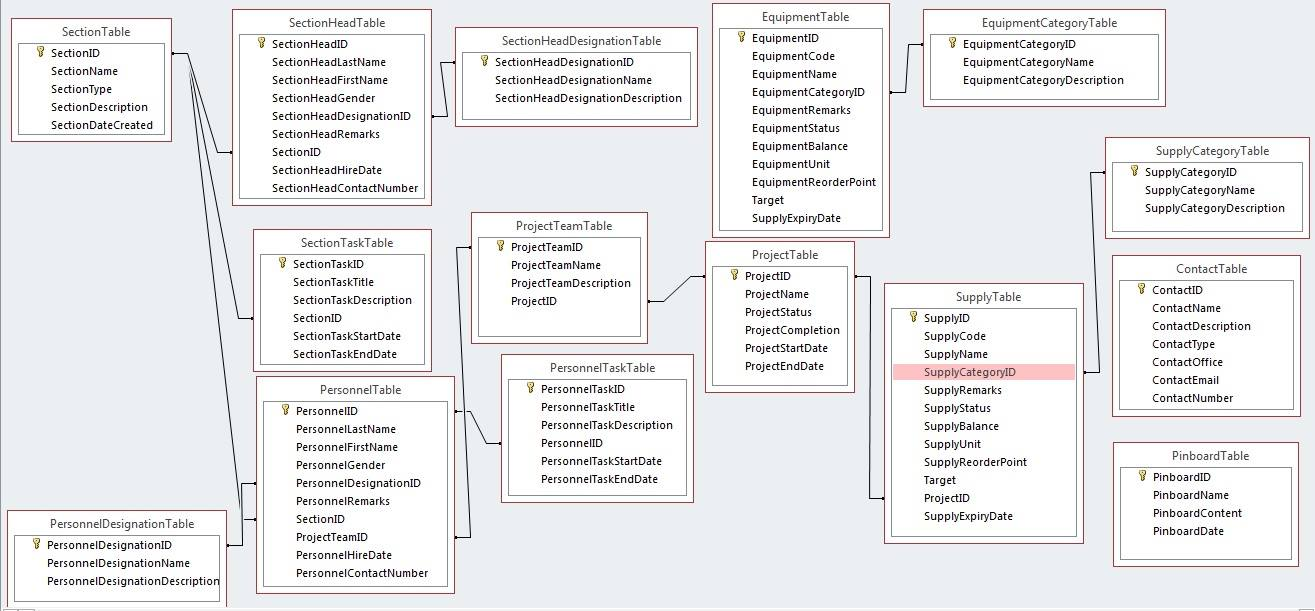 SectionTable
SectionID
SectionName
SectionType
SectionDescription
SectionDateCreated
SectionHeadTable
SectionHeadID
SectionHeadLastName
SectionHeadFirstName
SectionHeadGender
SectionHeadDesignationID
SectionHeadRemarks
SectionID
SectionHeadHireDate
SectionHeadContactNumber
SectionHeadDesignationTable
SectionHeadDesignationID
SectionHeadDesignationName
SectionHeadDesignationDescription
EquipmentTable
EquipmentID
EquipmentCode
EquipmentName
EquipmentCategoryID
EquipmentRemarks
EquipmentStatus
EquipmentBalance
EquipmentUnit
EquipmentReorderPoint
Target
SupplyExpiryDate
EquipmentCategoryTable
EquipmentCategoryID
EquipmentCategoryName
EquipmentCategoryDescription
SupplyCategoryTable
SupplyCategoryID
SupplyCategoryName
SupplyCategoryDescription
SectionTaskTable
SectionTaskID
SectionTaskTitle
SectionTaskDescription
SectionID
SectionTaskStartDate
SectionTaskEndDate
ProjectTeamTable
ProjectTeamID
ProjectTeamName
ProjectTeamDescription
ProjectID
ProjectTable
ProjectID
ProjectName
ProjectStatus
ProjectCompletion
ProjectStartDate
ProjectEndDate
SupplyTable
SupplyID
SupplyCode
SupplyName
SupplyCategoryID
SupplyRemarks
SupplyStatus
SupplyBalance
SupplyUnit
SupplyReorderPoint
Target
ProjectID
SupplyExpiryDate
ContactTable
ContactID
ContactName
ContactDescription
ContactType
ContactOffice
ContactEmail
ContactNumber
PersonnelTable
PersonnelID
PersonnelLastName
PersonnelFirstName
PersonnelGender
PersonnelDesignationID
PersonnelRemarks
SectionID
ProjectTeamID
PersonnelHireDate
PersonnelContactNumber
PersonnelTaskTable
PersonnelTaskID
PersonnelTaskTitle
PersonnelTaskDescription
PersonnelID
PersonnelTaskStartDate
PersonnelTaskEndDate
PinboardTable
PinboardID
PinboardName
PinboardContent
PinboardDate
PersonnelDesignationTable
PersonnelDesignationID
PersonnelDesignationName
PersonnelDesignationDescription